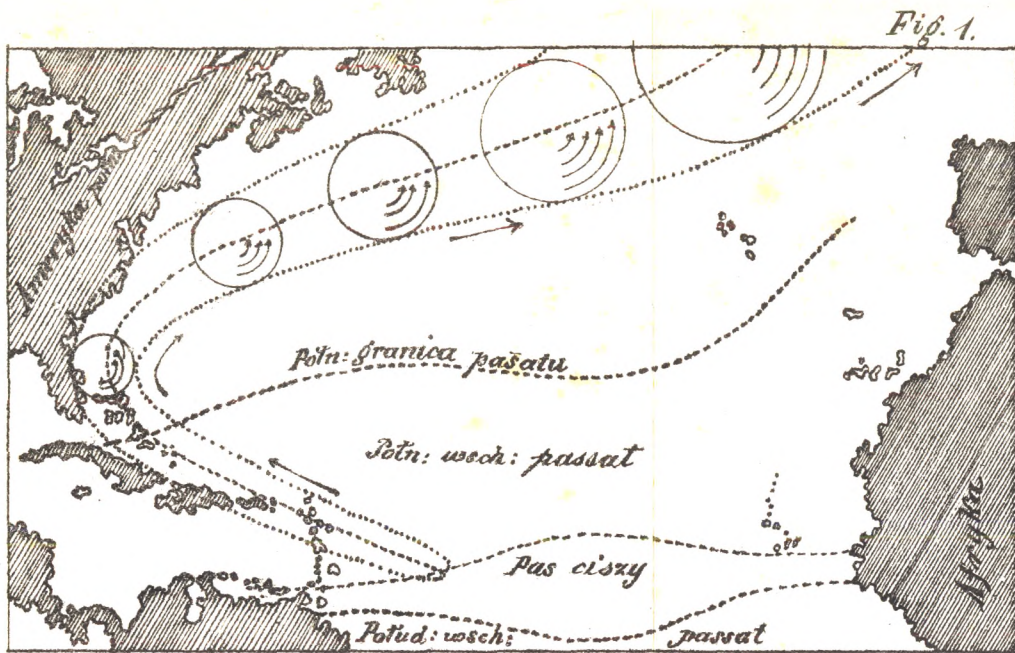 Fig. 1.
Ameryka półn.
Półn: granica pasatu
Półn: wsch: passat
Pas ciszy
Połud: wsch: passat
Afryka